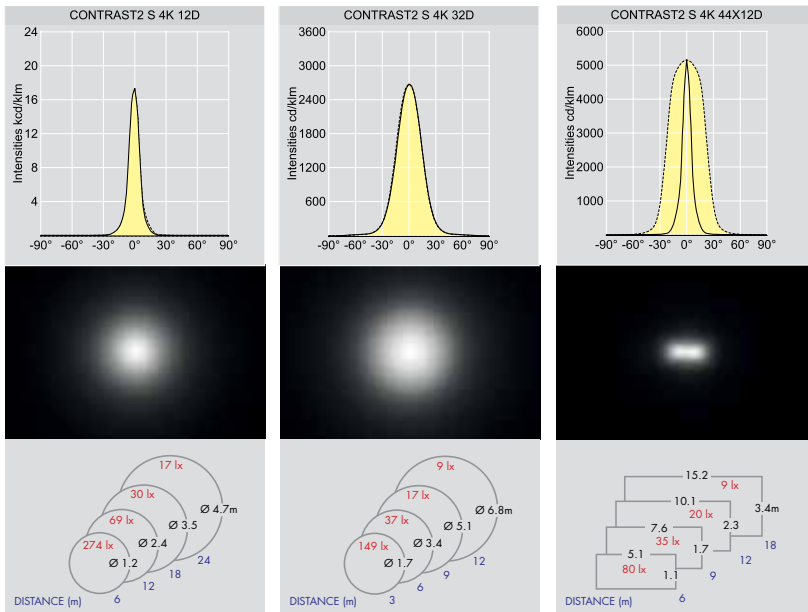 CONTRAST2 S 4K 12D
Intensities kcd/klm
24
20
16
12
8
4
-90° -60° -30° 0° 30° 60° 90°
CONTRAST2 S 4K 32D
Intensities cd/klm
3600
3000
2400
1800
1200
600
-90° -60° -30° 0° 30° 60° 90°
CONTRAST2 S 4K 44X12D
Intensities cd/klm
6000
5000
4000
3000
2000
1000
-90° -60° -30° 0° 30° 60° 90°
17 lx
Ø 4.7m
30 lx
Ø 3.5
69 lx
Ø 2.4
274 lx
Ø 1.2
24
18
12
6
DISTANCE (m)
9 lx
Ø 6.8m
17 lx
Ø 5.1
37 lx
Ø 3.4
149 lx
Ø 1.7
12
9
6
3
DISTANCE (m)
15.2
9 lx
3.4m
10.1
20 lx
2.3
7.6
35 lx
1.7
5.1
80 lx
1.1
18
12
9
6
DISTANCE (m)